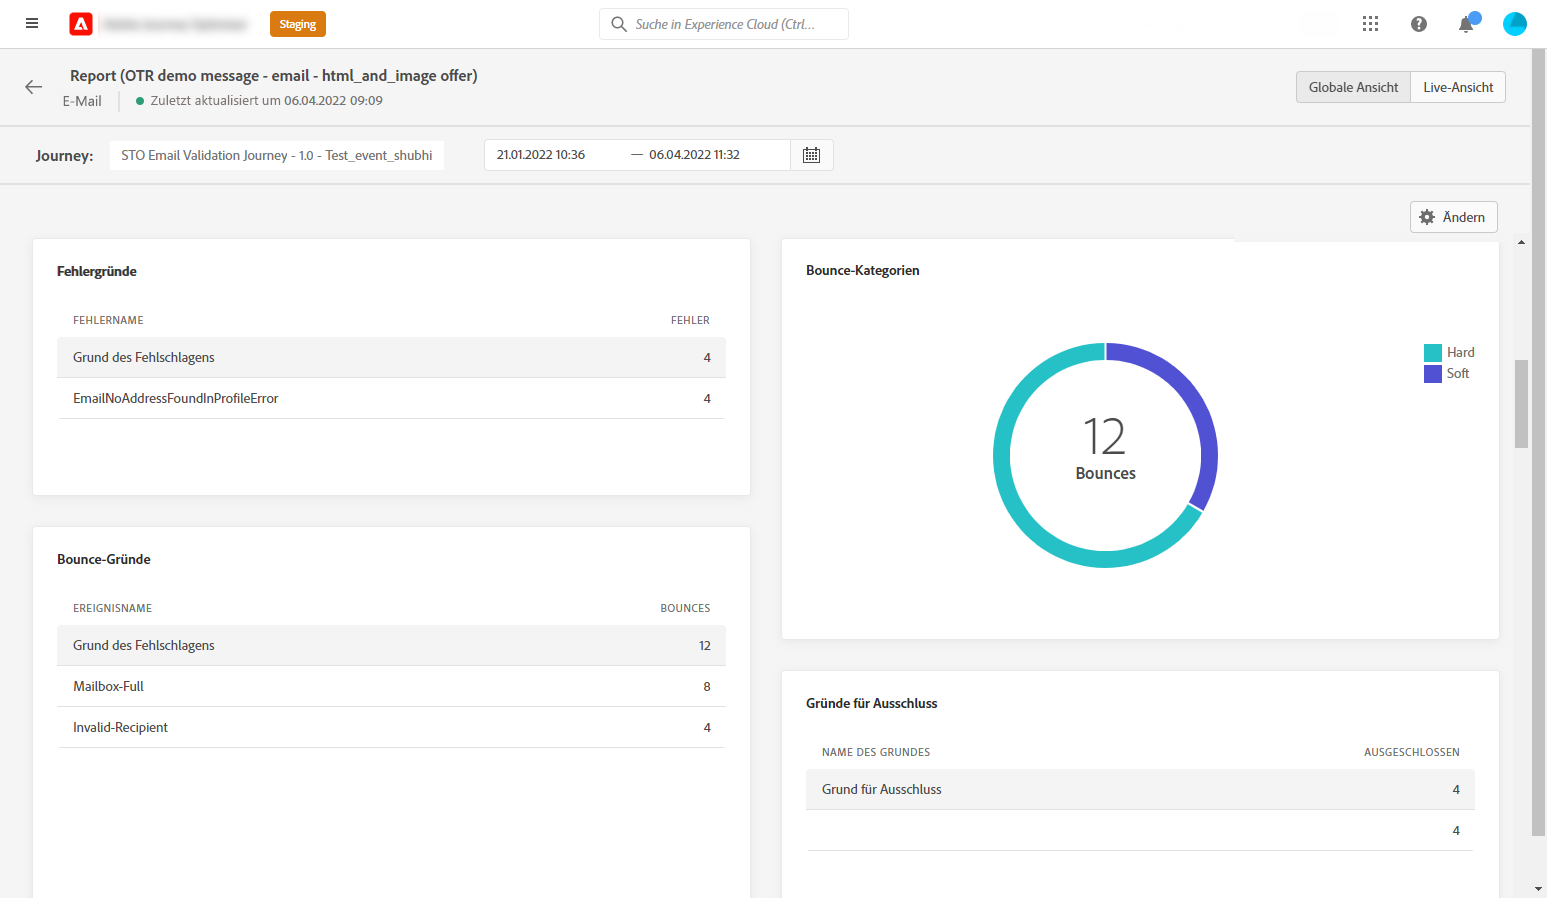 Staging
Suche in Experience Cloud (Ctrl...
Report (OTR demo message - email - html_and_image offer)
E-Mail
Zuletzt aktualisiert um 06.04.2022 09:09
Globale Ansicht
Live-Ansicht
Journey:
STO Email Validation Journey - 1.0 - Test_event_shubhi
21.01.2022 10:36 — 06.04.2022 11:32
Ändern
Fehlergründe
FEHLERNAME FEHLER
Grund des Fehlschlagens 4
EmailNoAddressFoundInProfileError 4
Bounce-Kategorien
12
Bounces
Hard
Soft
Bounce-Gründe
EREIGNISNAME BOUNCES
Grund des Fehlschlagens 12
Mailbox-Full 8
Invalid-Recipient 4
Gründe für Ausschluss
NAME DES GRUNDES AUSGESCHLOSSEN
Grund für Ausschluss 4
4